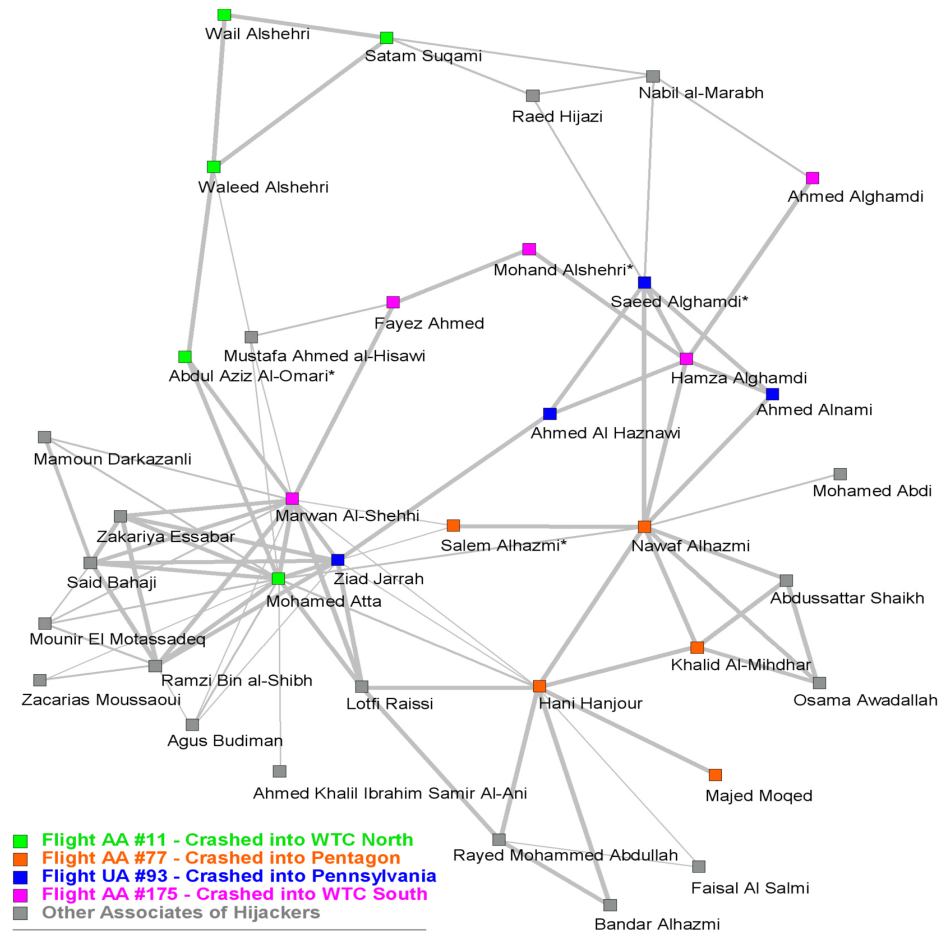 Wail Alshehri
Satam Suqami
Nabil al-Marabh
Raed Hijazi
Waleed Alshehri
Ahmed Alghamdi
Mohand Alshehri*
Saeed Alghamdi*
Fayez Ahmed
Mustafa Ahmed al-Hisawi
Abdul Aziz Al-Omari*
Hamza Alghamdi
Ahmed Alnami
Ahmed Al Haznawi
Mamoun Darkazanli
Mohamed Abdi
Marwan Al-Shehhi
Zakariya Essabar
Salem Alhazmi*
Nawaf Alhazmi
Said Bahaji
Ziad Jarrah
Abdussattar Shaikh
Mohamed Atta
Mounir El Motassadeq
Khalid Al-Mihdhar
Ramzi Bin al-Shibh
Zacarias Moussaoui
Lotfi Raissi
Hani Hanjour
Osama Awadallah
Agus Budiman
Ahmed Khalil Ibrahim Samir Al-Ani
Majed Moqed
Flight AA #11 - Crashed into WTC North
Rayed Mohammed Abdullah
Flight AA #77 - Crashed into Pentagon
Flight UA #93 - Crashed into Pennsylvania
Faisal Al Salmi
Flight AA #175 - Crashed into WTC South
Other Associates of Hijackers
Bandar Alhazmi